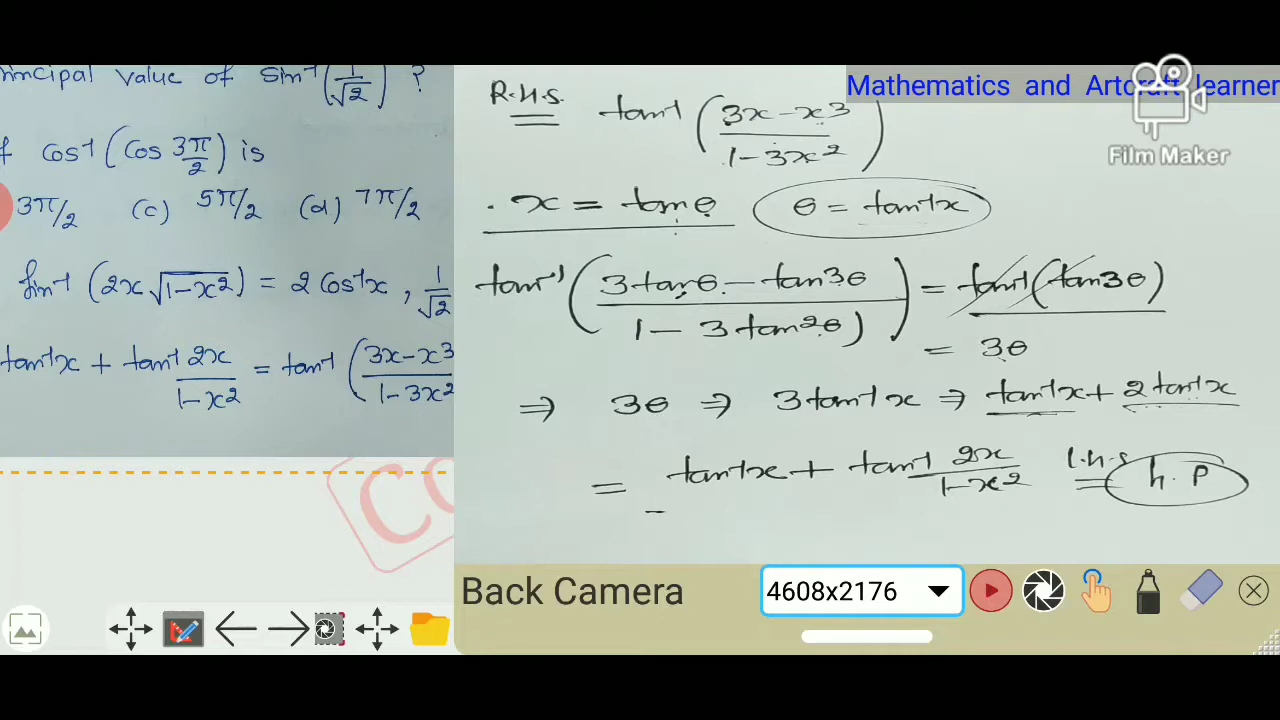 principal value of sin⁻¹(1/√2) ?
cos⁻¹(cos 3π/2) is
3π/2 (c) 5π/2 (d) 7π/2
sin⁻¹(2x√1-x²) = 2 cos⁻¹x, 1/√2
tan⁻¹x + tan⁻¹ 2x/1-x² = tan⁻¹(3x-x3/1-3x2
Mathematics and Artcraft learner
Film Maker
R.H.S. tan⁻¹(3x-x3/1-3x2)
. x = tanθ θ = tan⁻¹x
tan⁻¹(3tanθ - tan3θ/1-3tan2θ)) = tan⁻¹(tan3θ)
= 3θ
⇒ 3θ ⇒ 3tan⁻¹x ⇒ tan⁻¹x + 2tan⁻¹x
= tan⁻¹x + tan⁻¹ 2x/1-x2 L.h.s h.P
Back Camera
4608x2176